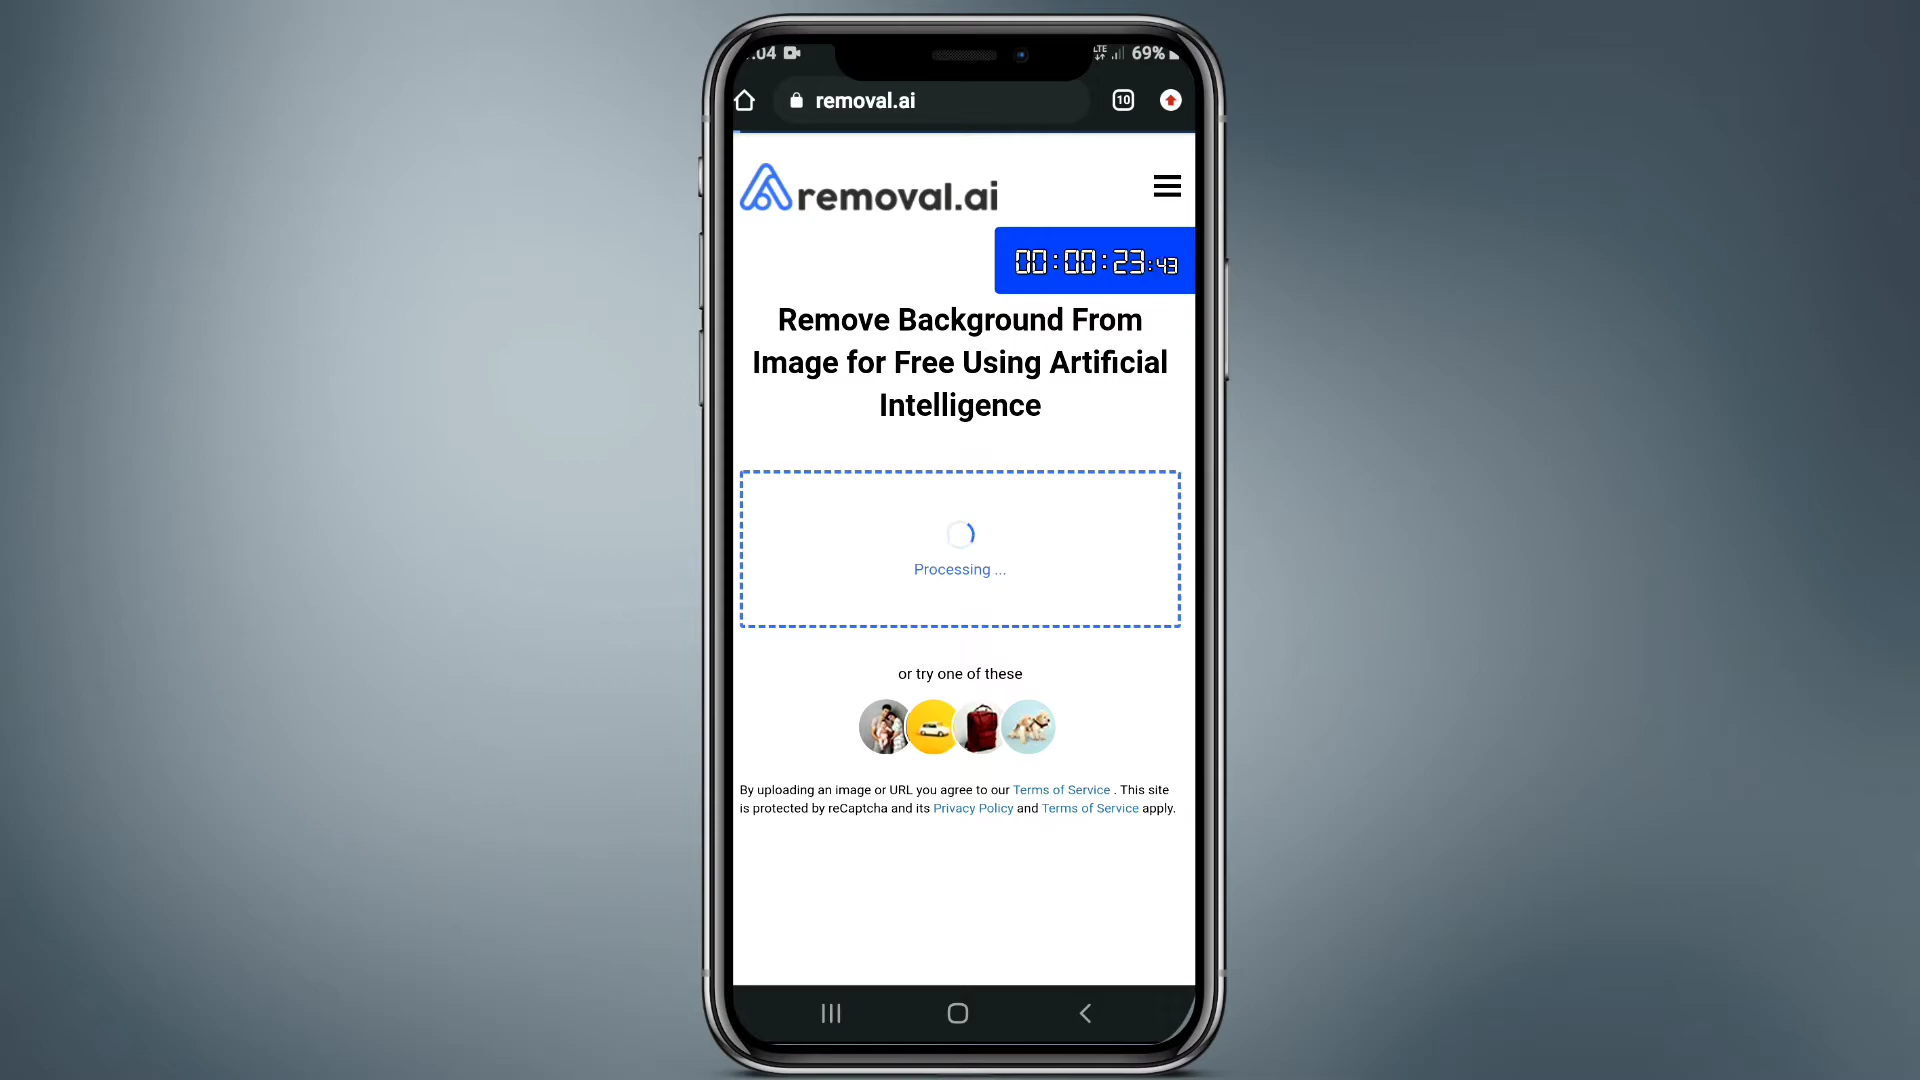 :04
LTE
69%
removal.ai
10
removal.ai
00:00:23:43
Remove Background From
Image for Free Using Artificial
Intelligence
Processing ...
or try one of these
By uploading an image or URL you agree to our Terms of Service . This site
is protected by reCaptcha and its Privacy Policy and Terms of Service apply.